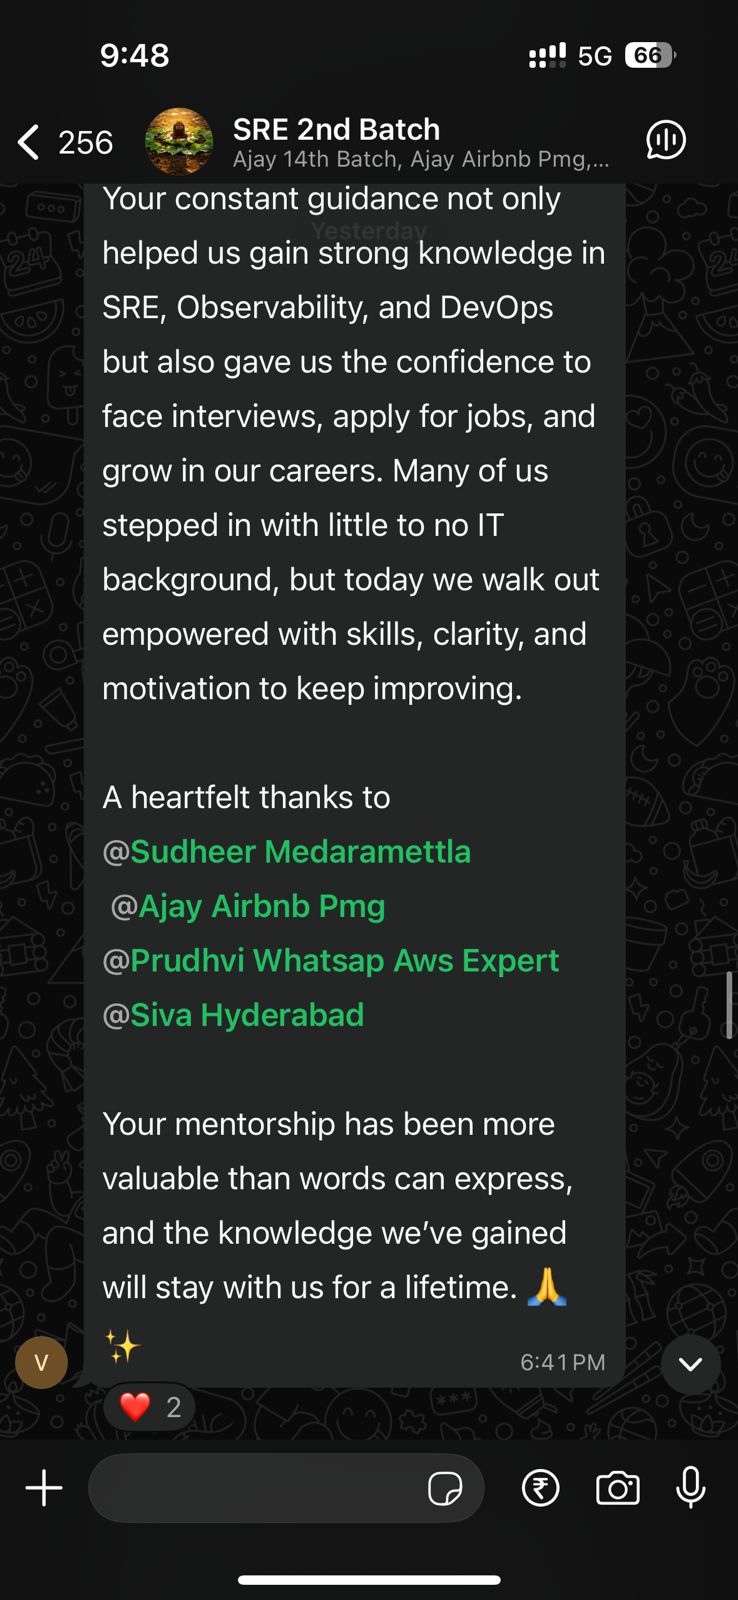 9:48
5G
66
256
SRE 2nd Batch
Ajay 14th Batch, Ajay Airbnb Pmg,...
Yesterday
Your constant guidance not only
helped us gain strong knowledge in
SRE, Observability, and DevOps
but also gave us the confidence to
face interviews, apply for jobs, and
grow in our careers. Many of us
stepped in with little to no IT
background, but today we walk out
empowered with skills, clarity, and
motivation to keep improving.
A heartfelt thanks to
@Sudheer Medaramettla
@Ajay Airbnb Pmg
@Prudhvi Whatsap Aws Expert
@Siva Hyderabad
Your mentorship has been more
valuable than words can express,
and the knowledge we’ve gained
will stay with us for a lifetime. 🙏
✨
6:41 PM
V
❤️ 2
₹